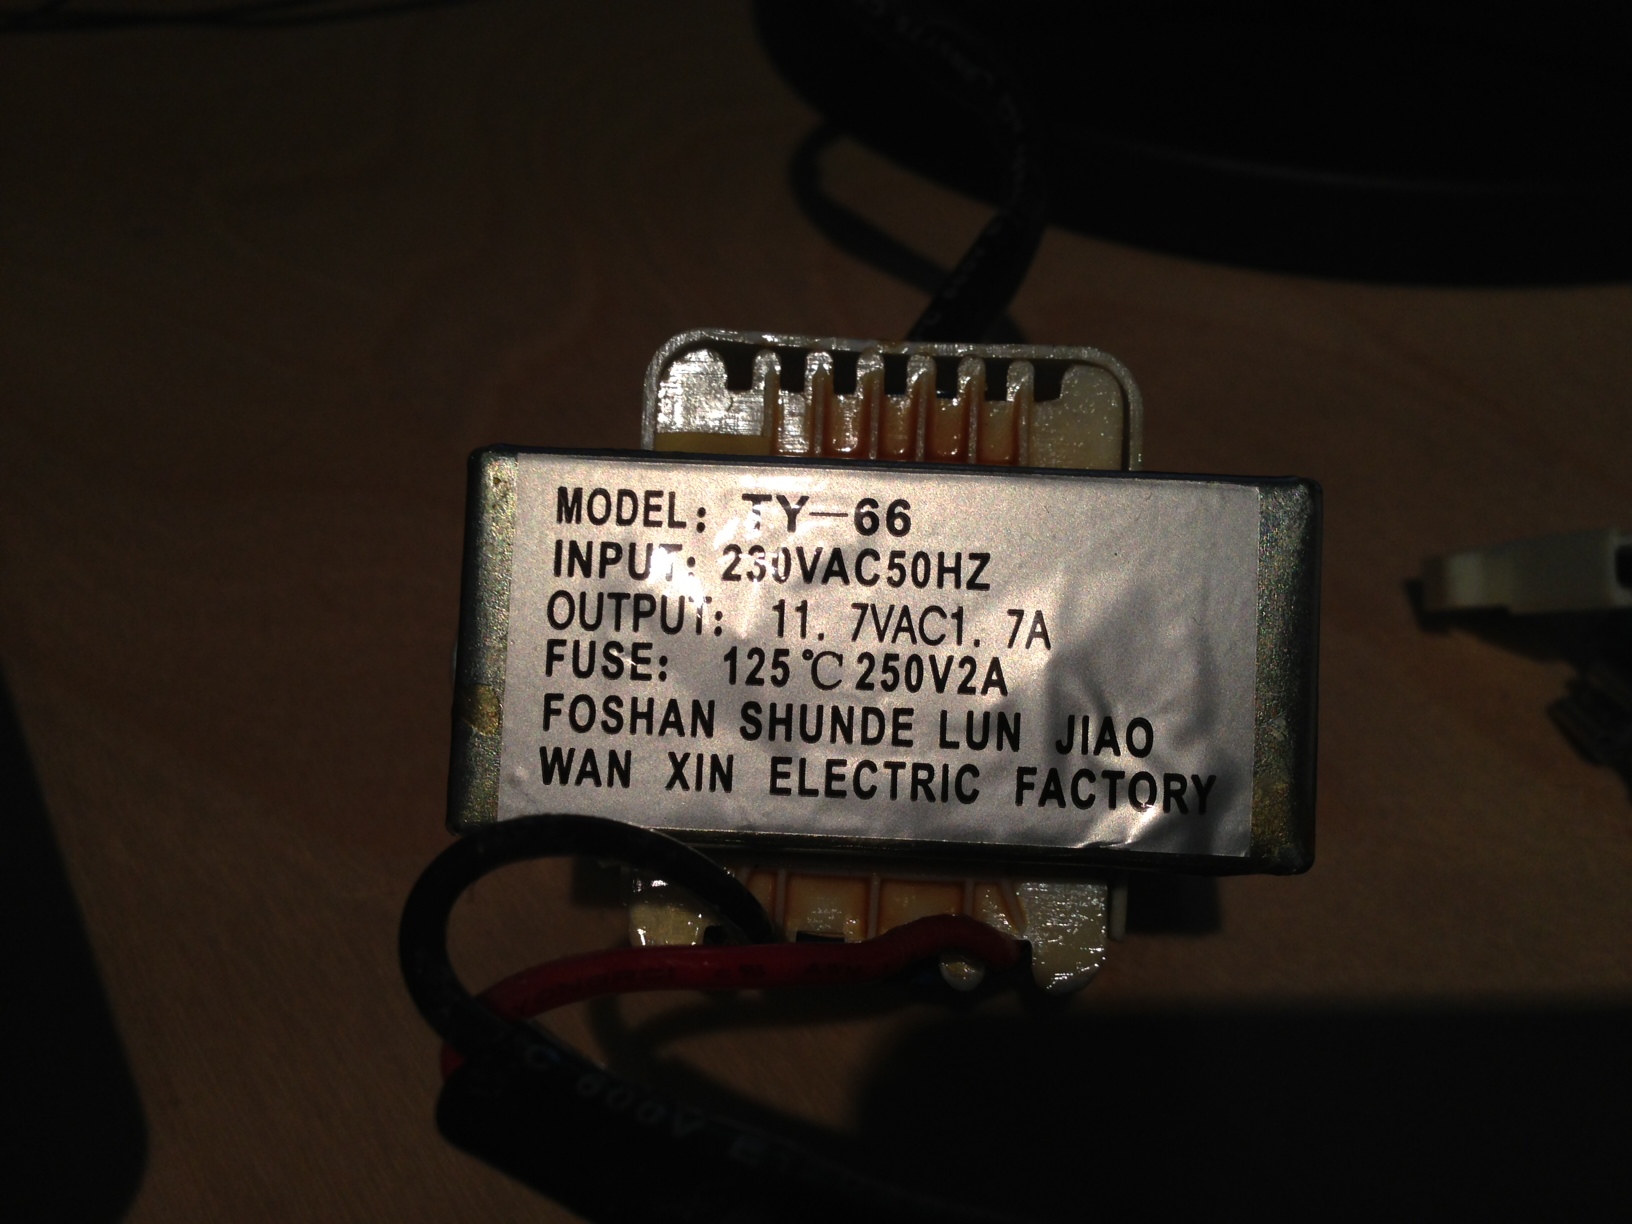 MODEL: TY-66
INPUT: 230VAC50HZ
OUTPUT: 11.7VAC1.7A
FUSE: 125℃250V2A
FOSHAN SHUNDE LUN JIAO
WAN XIN ELECTRIC FACTORY
600V